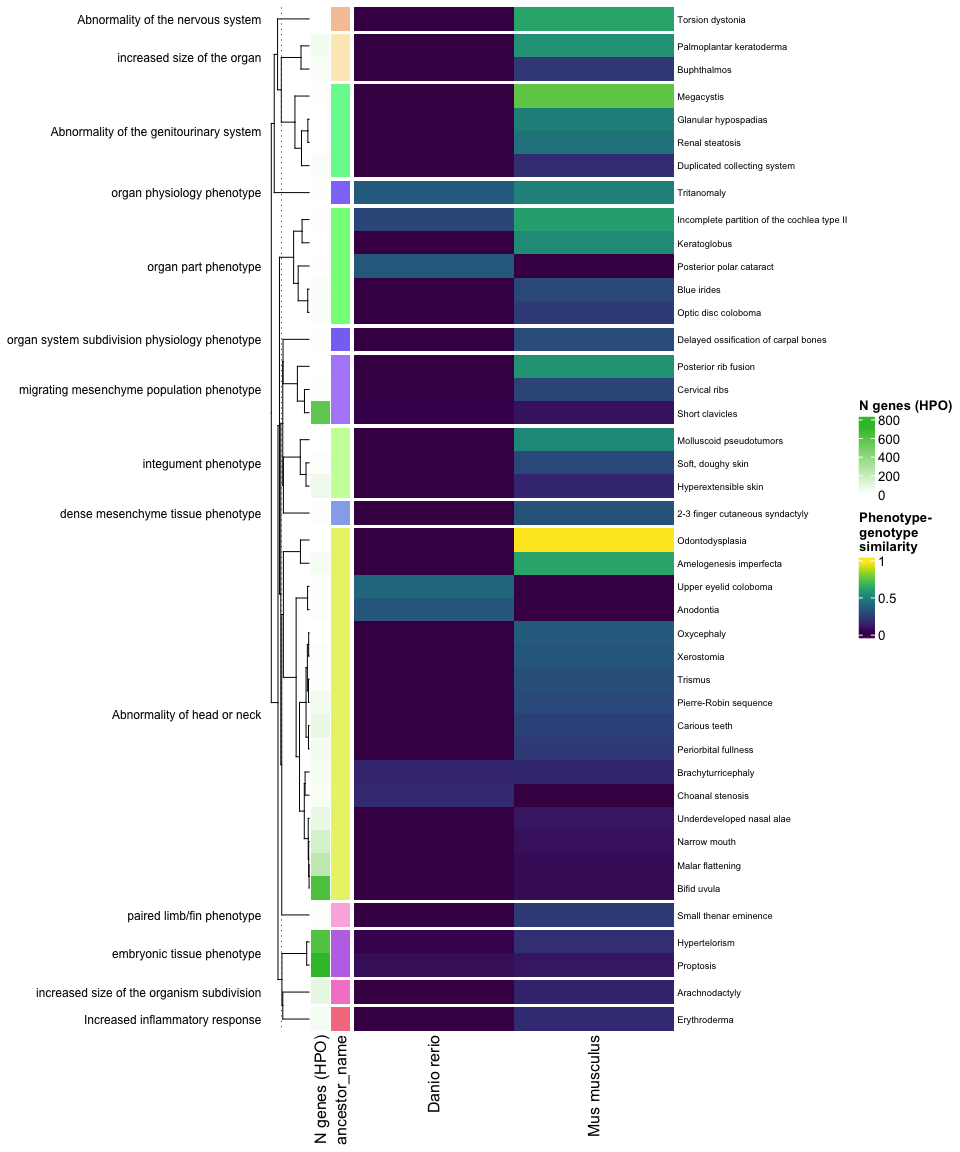 Abnormality of the nervous system
increased size of the organ
Abnormality of the genitourinary system
organ physiology phenotype
organ part phenotype
organ system subdivision physiology phenotype
migrating mesenchyme population phenotype
integument phenotype
dense mesenchyme tissue phenotype
Abnormality of head or neck
paired limb/fin phenotype
embryonic tissue phenotype
increased size of the organism subdivision
Increased inflammatory response
Torsion dystonia
Palmoplantar keratoderma
Buphthalmos
Megacystis
Glanular hypospadias
Renal steatosis
Duplicated collecting system
Tritanomaly
Incomplete partition of the cochlea type II
Keratoglobus
Posterior polar cataract
Blue irides
Optic disc coloboma
Delayed ossification of carpal bones
Posterior rib fusion
Cervical ribs
Short clavicles
Molluscoid pseudotumors
Soft, doughy skin
Hyperextensible skin
2-3 finger cutaneous syndactyly
Odontodysplasia
Amelogenesis imperfecta
Upper eyelid coloboma
Anodontia
Oxycephaly
Xerostomia
Trismus
Pierre-Robin sequence
Carious teeth
Periorbital fullness
Brachyturricephaly
Choanal stenosis
Underdeveloped nasal alae
Narrow mouth
Malar flattening
Bifid uvula
Small thenar eminence
Hypertelorism
Proptosis
Arachnodactyly
Erythroderma
N genes (HPO)
ancestor_name
Danio rerio
Mus musculus
N genes (HPO)
800
600
400
200
0
Phenotype-
genotype
similarity
1
0.5
0